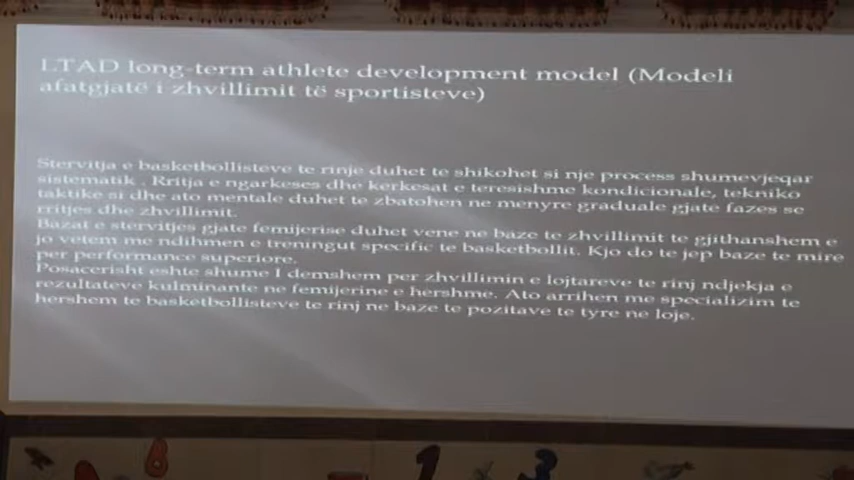 LTAD long-term athlete development model (Modeli
afatgjatë i zhvillimit të sportisteve)
Stervitja e basketbollisteve te rinje duhet te shikohet si nje process shumevjeqar
sistematik . Rritja e ngarkeses dhe kerkesat e teresishme kondicionale, tekniko
taktike si dhe ato mentale duhet te zbatohen ne menyre graduale gjate fazes se
rritjes dhe zhvillimit.
Bazat e stervitjes gjate femijerise duhet vene ne baze te zhvillimit te gjithanshem e
jo vetem me ndihmen e treningut specific te basketbollit. Kjo do te jep baze te mire
per performance superiore.
Posacerisht eshte shume I demshem per zhvillimin e lojtareve te rinj ndjekja e
rezultateve kulminante ne femijerine e hershme. Ato arrihen me specializim te
hershem te basketbollisteve te rinj ne baze te pozitave te tyre ne loje.
8
1
3